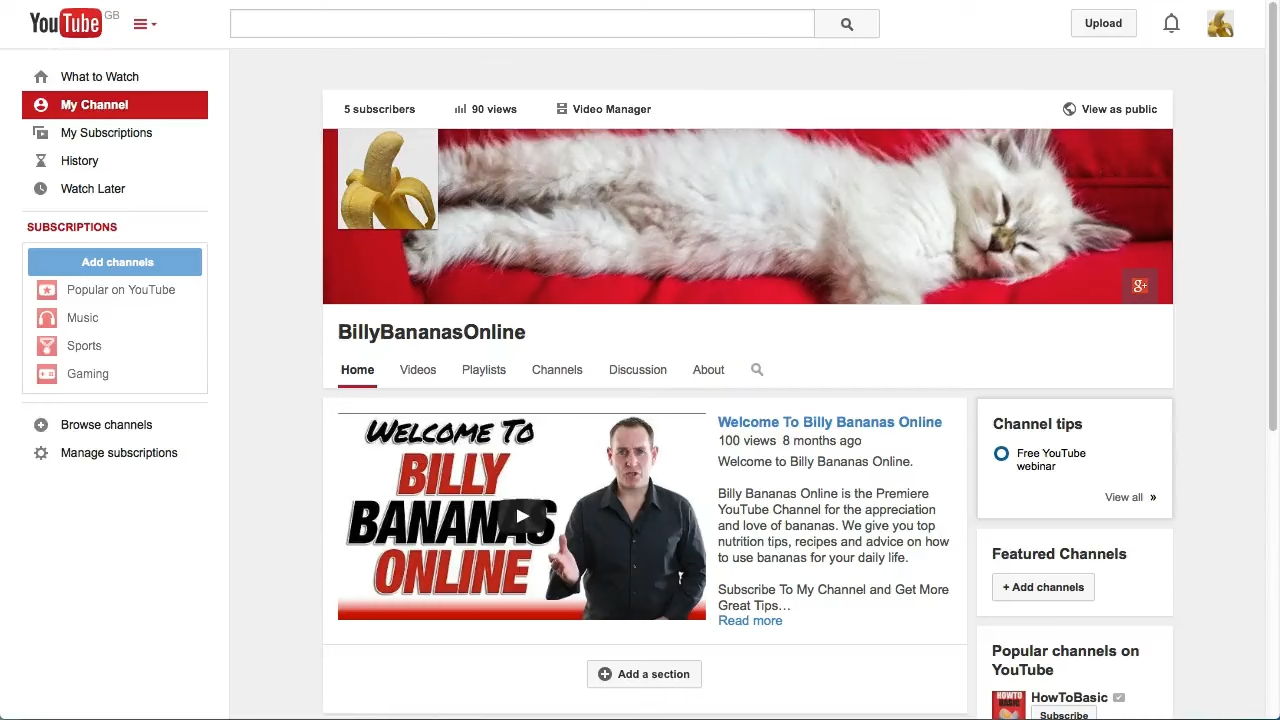 YouTube GB
Upload
What to Watch
My Channel
My Subscriptions
History
Watch Later
SUBSCRIPTIONS
Add channels
Popular on YouTube
Music
Sports
Gaming
Browse channels
Manage subscriptions
5 subscribers 90 views Video Manager View as public
g+
BillyBananasOnline
Home Videos Playlists Channels Discussion About
WELCOME TO
BILLY
BANANAS
ONLINE
Welcome To Billy Bananas Online
100 views 8 months ago
Welcome to Billy Bananas Online.
Billy Bananas Online is the Premiere
YouTube Channel for the appreciation
and love of bananas. We give you top
nutrition tips, recipes and advice on how
to use bananas for your daily life.
Subscribe To My Channel and Get More
Great Tips...
Read more
Add a section
Channel tips
Free YouTube
webinar
View all »
Featured Channels
+ Add channels
Popular channels on
YouTube
HOWTO
BASIC
HowToBasic
Subscribe